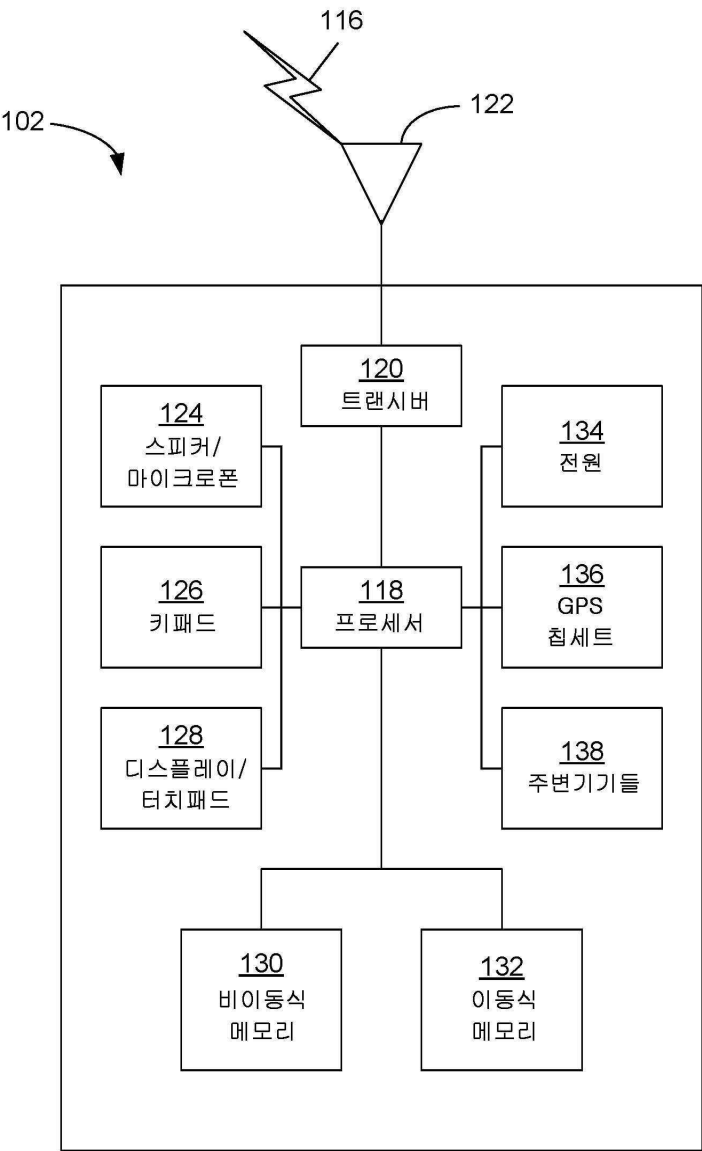 116
122
102
120
트랜시버
124
스피커/
마이크로폰
134
전원
126
키패드
118
프로세서
136
GPS
칩세트
128
디스플레이/
터치패드
138
주변기기들
130
비이동식
메모리
132
이동식
메모리